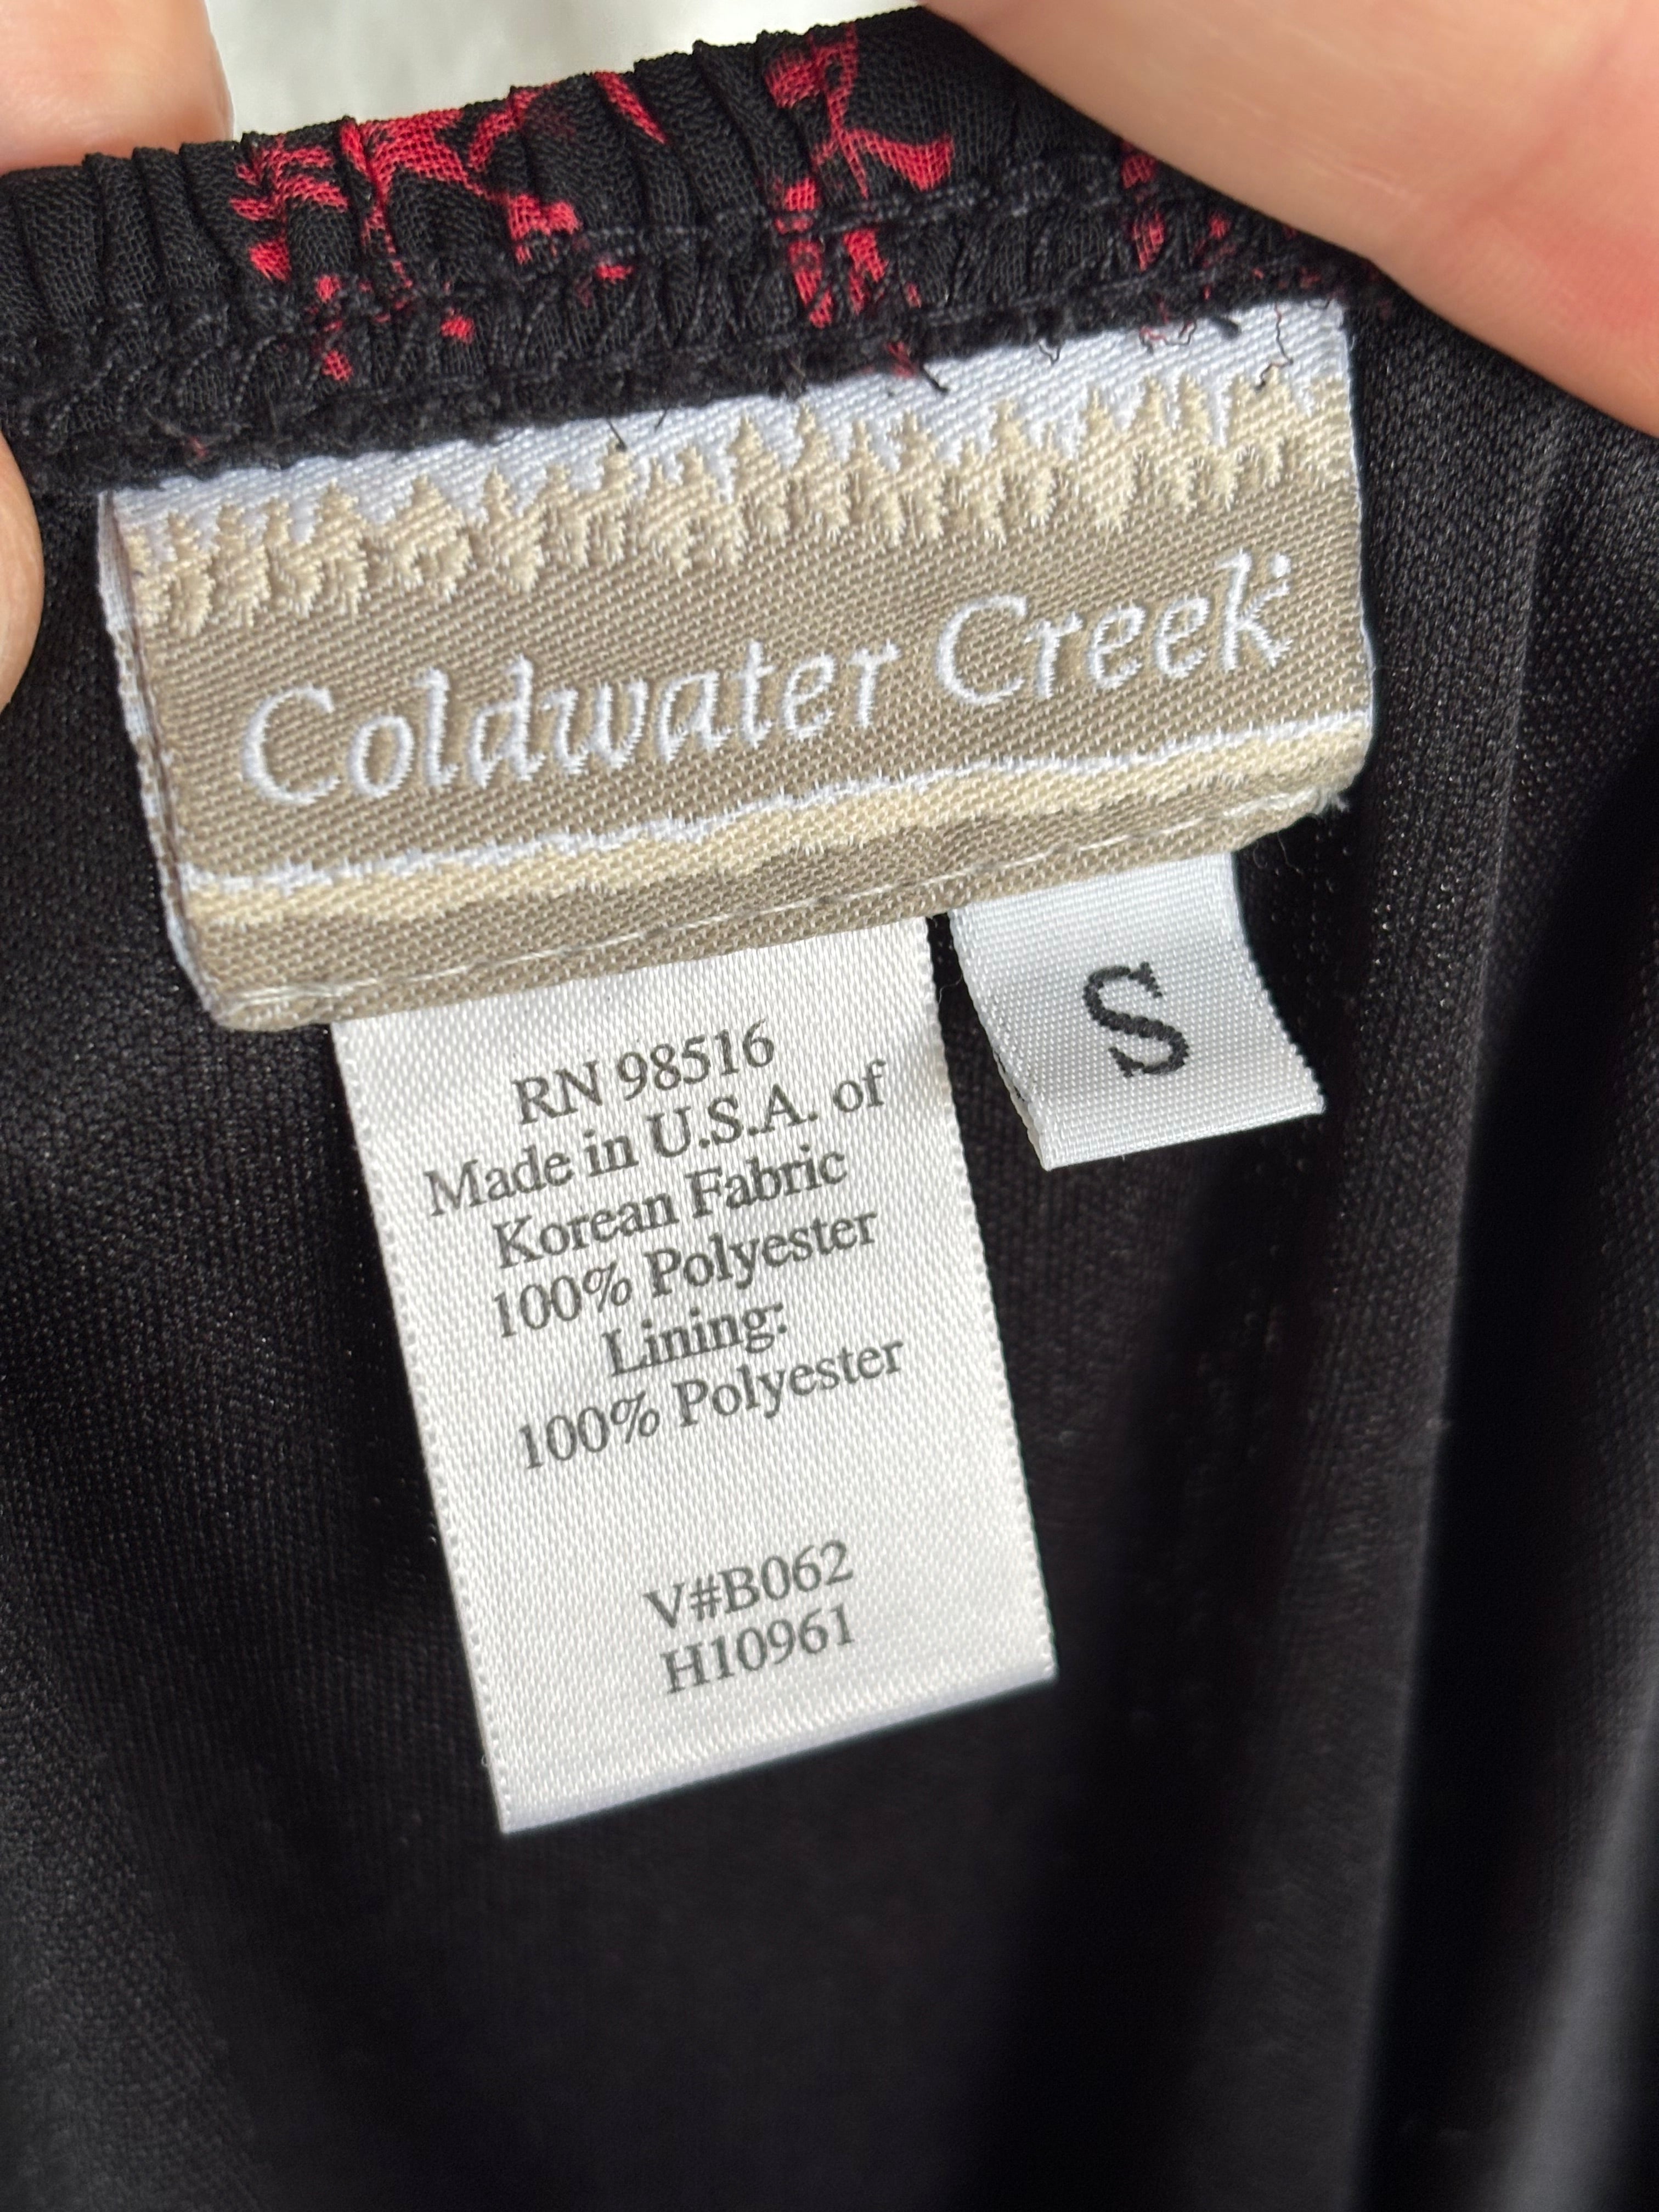 Coldwater Creek
S
RN 98516
Made in U.S.A. of
Korean Fabric
100% Polyester
Lining:
100% Polyester
V#B062
H10961